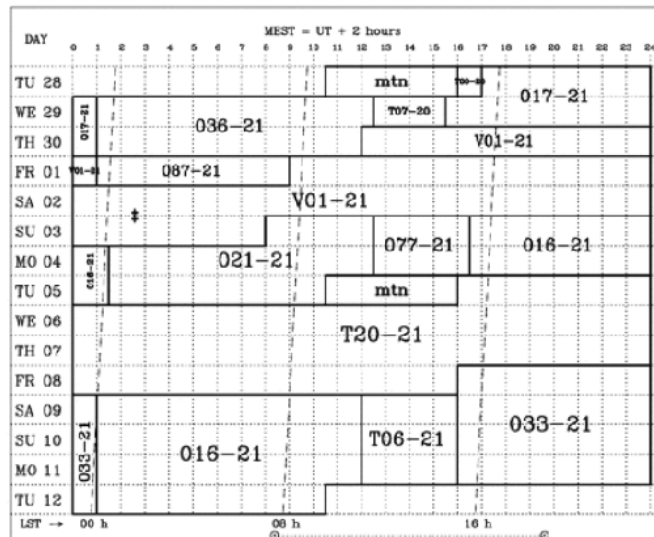 MEST = UT + 2 hours
DAY
0 1 2 3 4 5 6 7 8 9 10 11 12 13 14 15 16 17 18 19 20 21 22 23 24
TU 28 mtn T00-20 017-21
WE 29 017-21 036-21 T07-20
TH 30 V01-21
FR 01 V01-21 087-21
SA 02 V01-21
‡
SU 03 077-21 016-21
MO 04 016-21 021-21
TU 05 mtn
WE 06 T20-21
TH 07
FR 08
SA 09 033-21
SU 10 033-21 016-21 T06-21
MO 11
TU 12
LST → 00 h 08 h 16 h